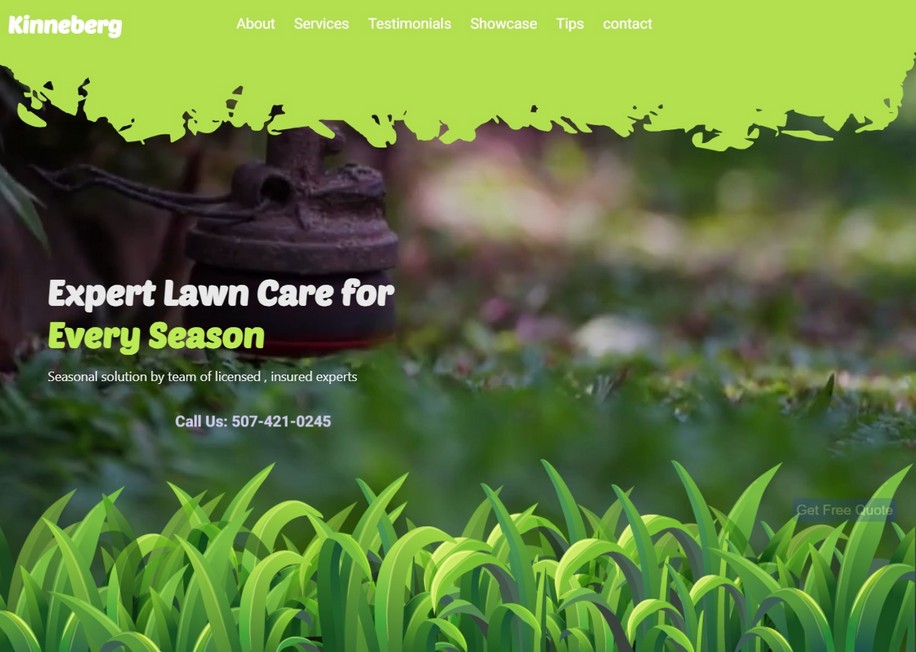 Kinneberg
About Services Testimonials Showcase Tips contact
Expert Lawn Care for
Every Season
Seasonal solution by team of licensed , insured experts
Call Us: 507-421-0245
Get Free Quote